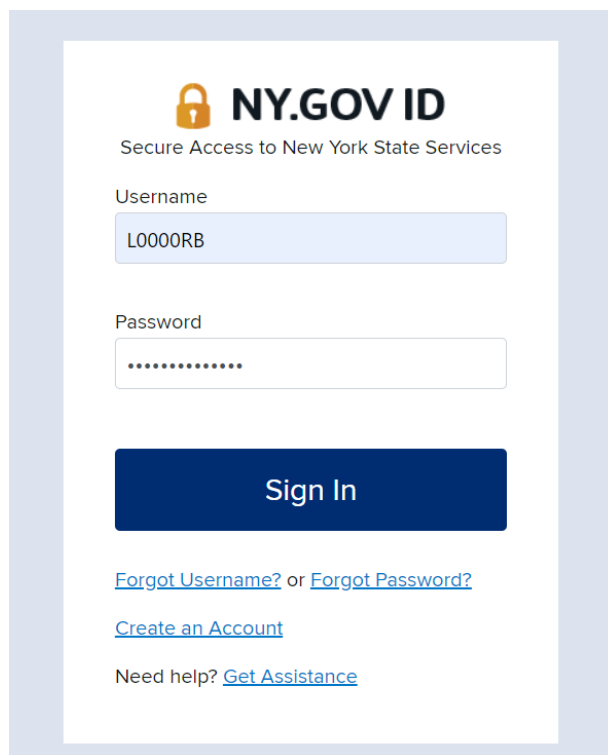 NY.GOV ID
Secure Access to New York State Services
Username
L0000RB
Password
••••••••••••••
Sign In
Forgot Username? or Forgot Password?
Create an Account
Need help? Get Assistance